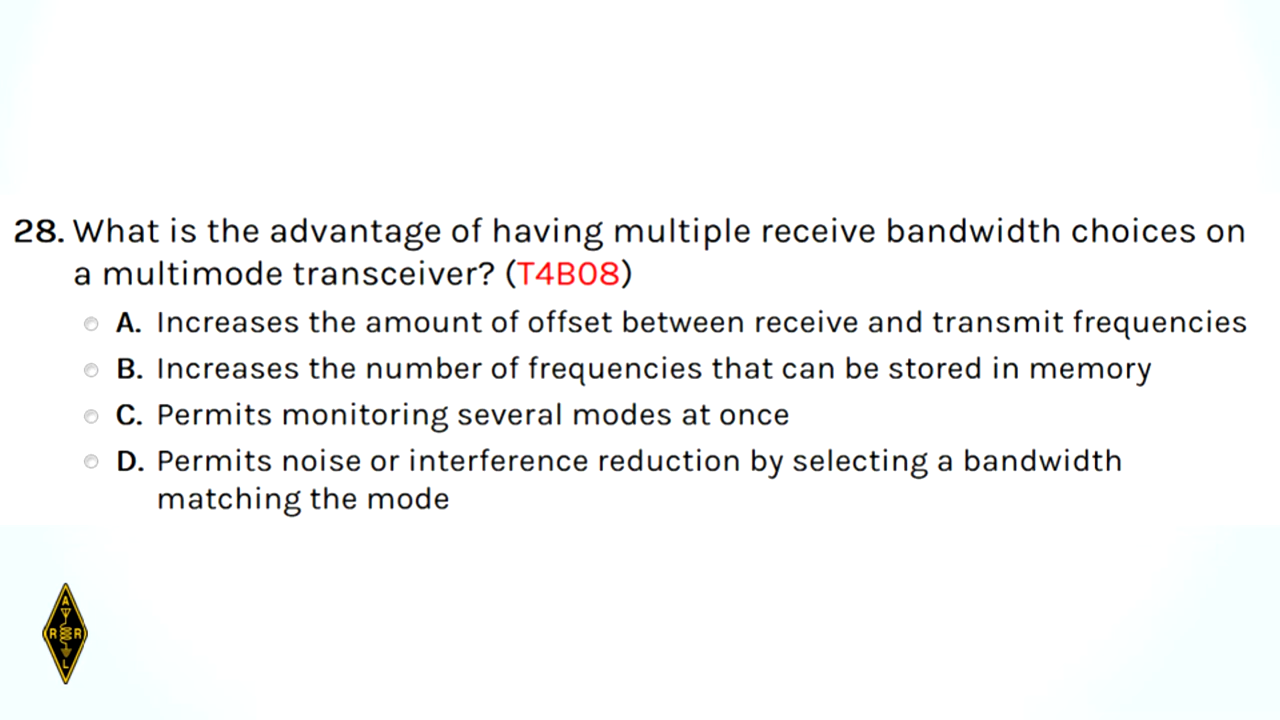 28. What is the advantage of having multiple receive bandwidth choices on
a multimode transceiver? (T4B08)
A. Increases the amount of offset between receive and transmit frequencies
B. Increases the number of frequencies that can be stored in memory
C. Permits monitoring several modes at once
D. Permits noise or interference reduction by selecting a bandwidth
matching the mode
A
R R
L